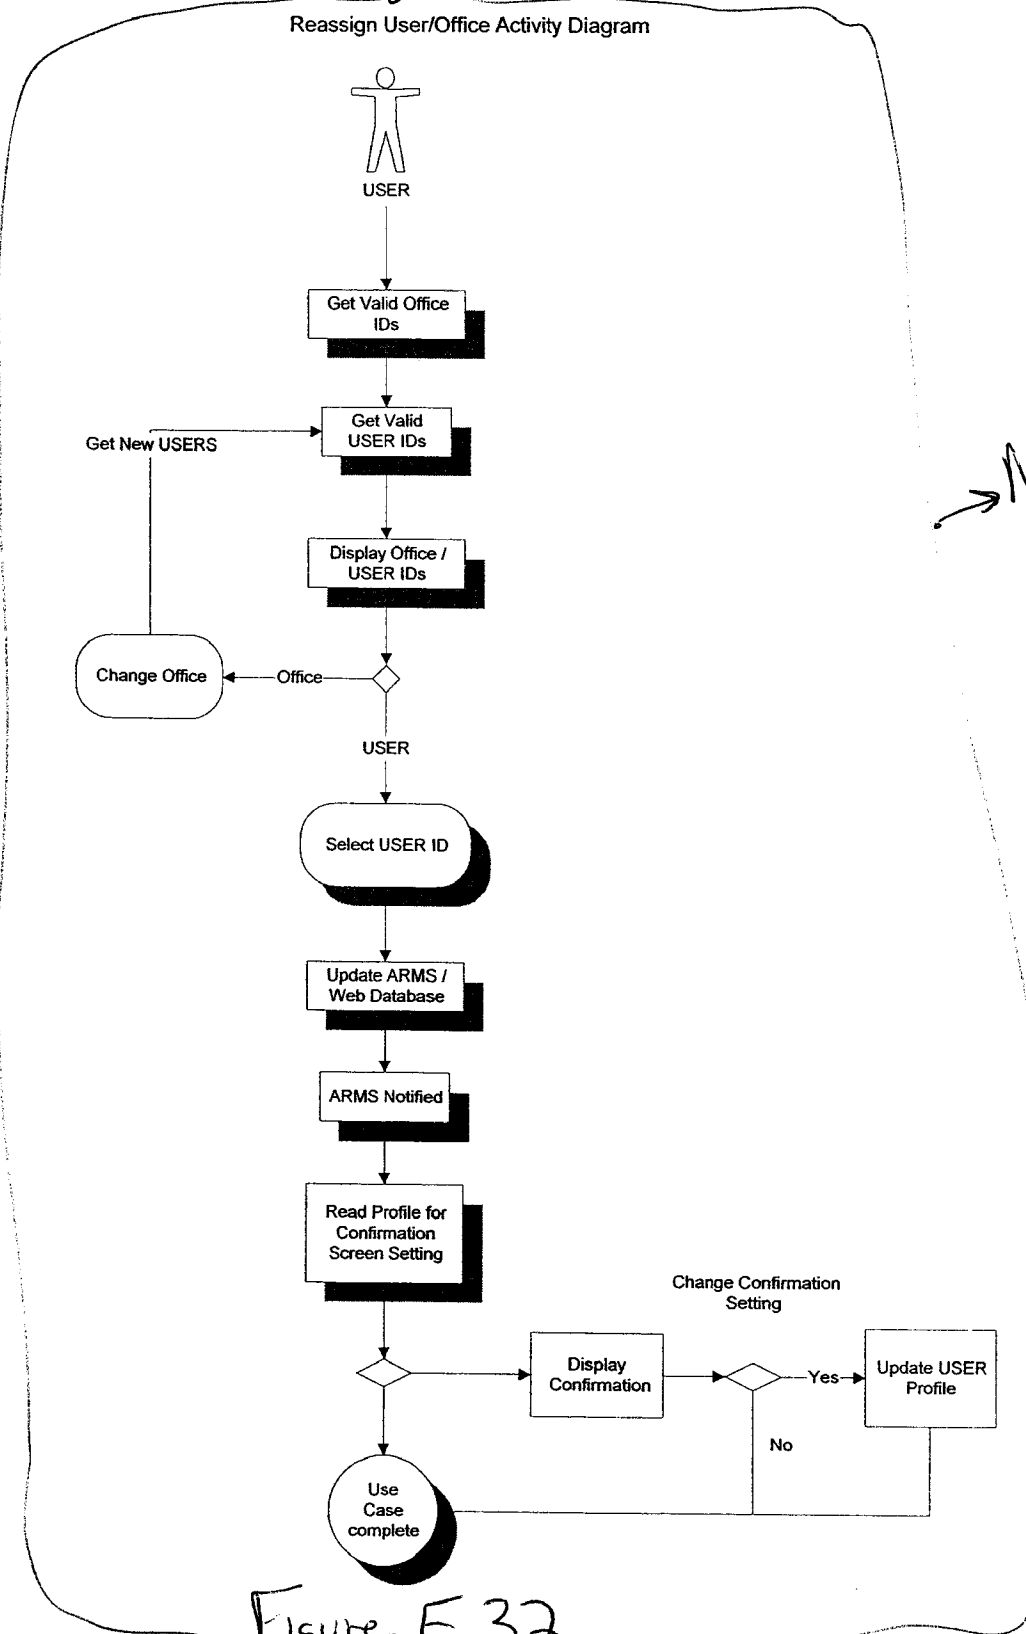 Reassign User/Office Activity Diagram
USER
Get Valid Office
IDs
Get Valid
USER IDs
Get New USERS
Display Office /
USER IDs
Change Office
Office
USER
Select USER ID
Update ARMS /
Web Database
ARMS Notified
Read Profile for
Confirmation
Screen Setting
Change Confirmation
Setting
Display
Confirmation
Yes
Update USER
Profile
No
Use
Case
complete
Figure